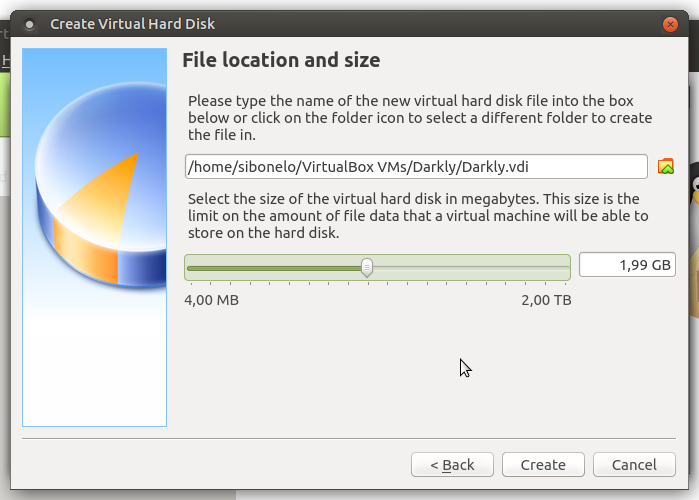 Create Virtual Hard Disk
File location and size
Please type the name of the new virtual hard disk file into the box
below or click on the folder icon to select a different folder to create
the file in.
/home/sibonelo/VirtualBox VMs/Darkly/Darkly.vdi
Select the size of the virtual hard disk in megabytes. This size is the
limit on the amount of file data that a virtual machine will be able to
store on the hard disk.
1,99 GB
4,00 MB
2,00 TB
< Back
Create
Cancel